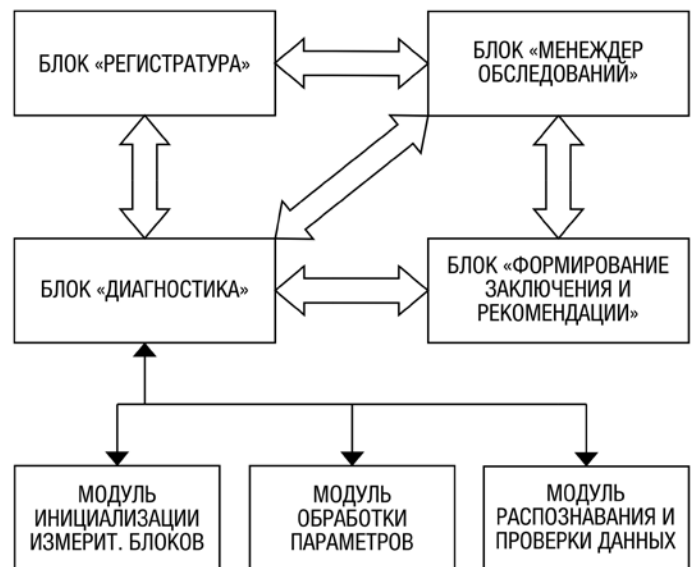 БЛОК «РЕГИСТРАТУРА»
БЛОК «МЕНЕЖДЕР
ОБСЛЕДОВАНИЙ»
БЛОК «ДИАГНОСТИКА»
БЛОК «ФОРМИРОВАНИЕ
ЗАКЛЮЧЕНИЯ И
РЕКОМЕНДАЦИИ»
МОДУЛЬ
ИНИЦИАЛИЗАЦИИ
ИЗМЕРИТ. БЛОКОВ
МОДУЛЬ
ОБРАБОТКИ
ПАРАМЕТРОВ
МОДУЛЬ
РАСПОЗНАВАНИЯ И
ПРОВЕРКИ ДАННЫХ